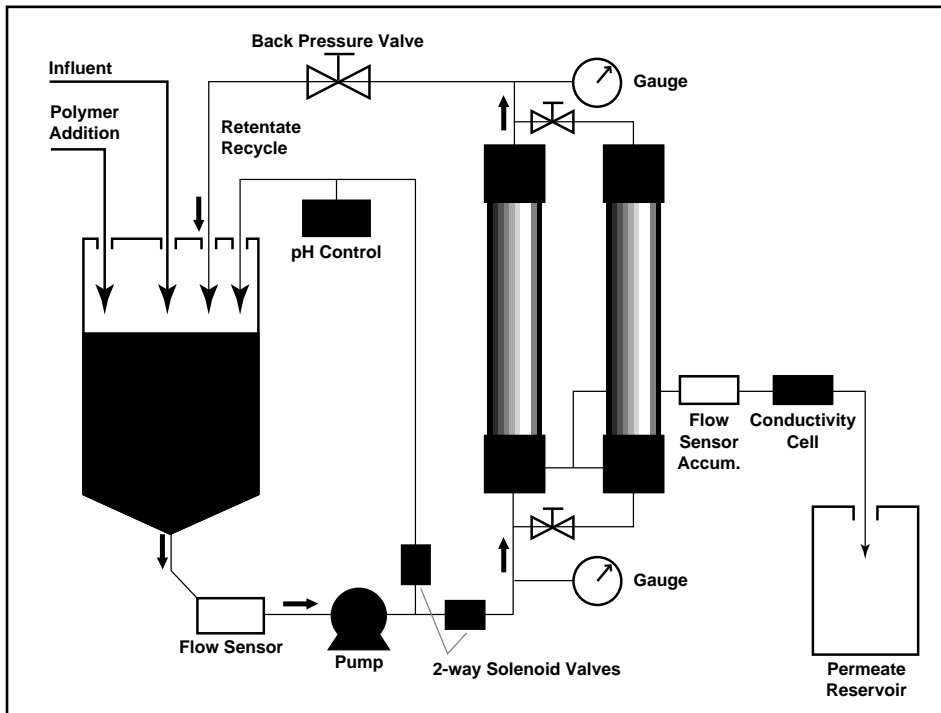 Back Pressure Valve
Influent
Gauge
Polymer
Addition
Retentate
Recycle
pH Control
Flow
Sensor
Accum.
Conductivity
Cell
Gauge
Flow Sensor
Pump
2-way Solenoid Valves
Permeate
Reservoir